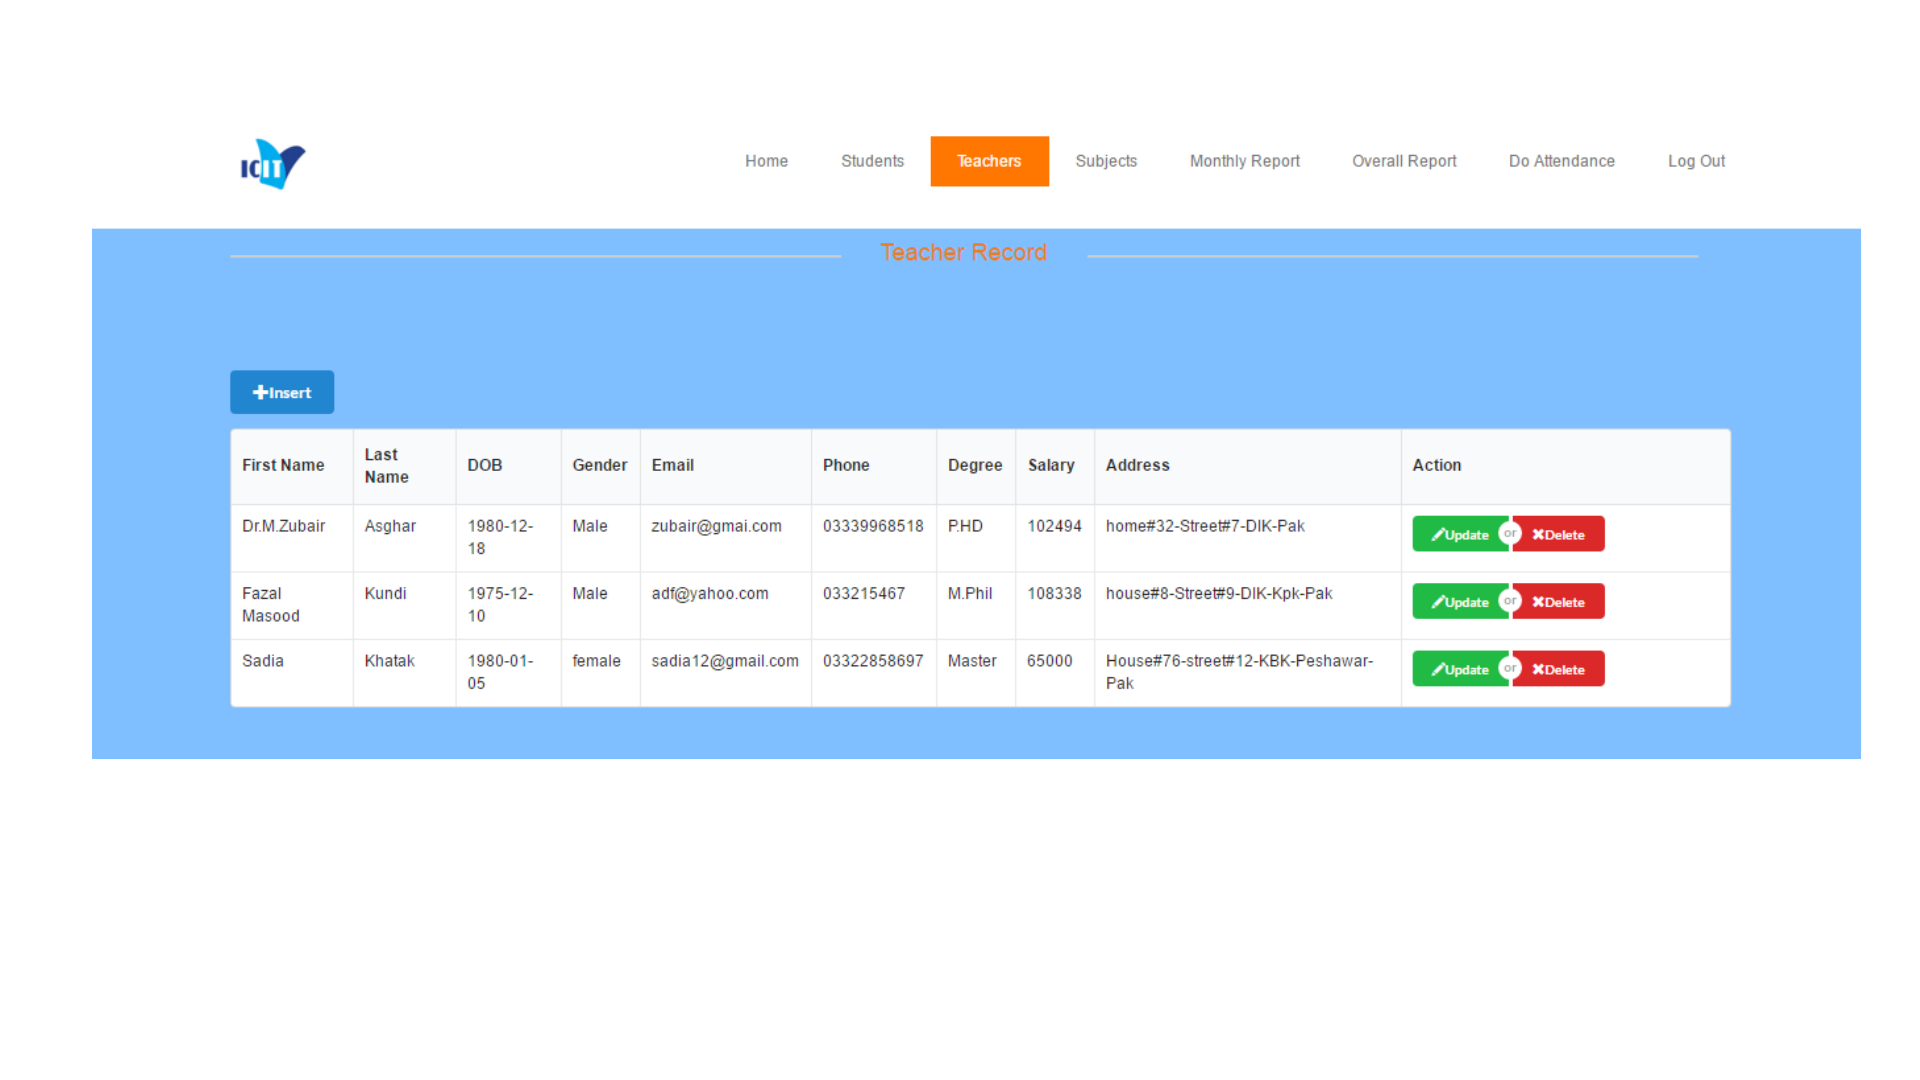 ICIT
Home Students Teachers Subjects Monthly Report Overall Report Do Attendance Log Out
Teacher Record
Insert
First Name Last Name DOB Gender Email Phone Degree Salary Address Action
Dr.M.Zubair Asghar 1980-12-18 Male zubair@gmai.com 03339968518 P.HD 102494 home#32-Street#7-DIK-Pak Update or Delete
Fazal Masood Kundi 1975-12-10 Male adf@yahoo.com 033215467 M.Phil 108338 house#8-Street#9-DIK-Kpk-Pak Update or Delete
Sadia Khatak 1980-01-05 female sadia12@gmail.com 03322858697 Master 65000 House#76-street#12-KBK-Peshawar-Pak Update or Delete